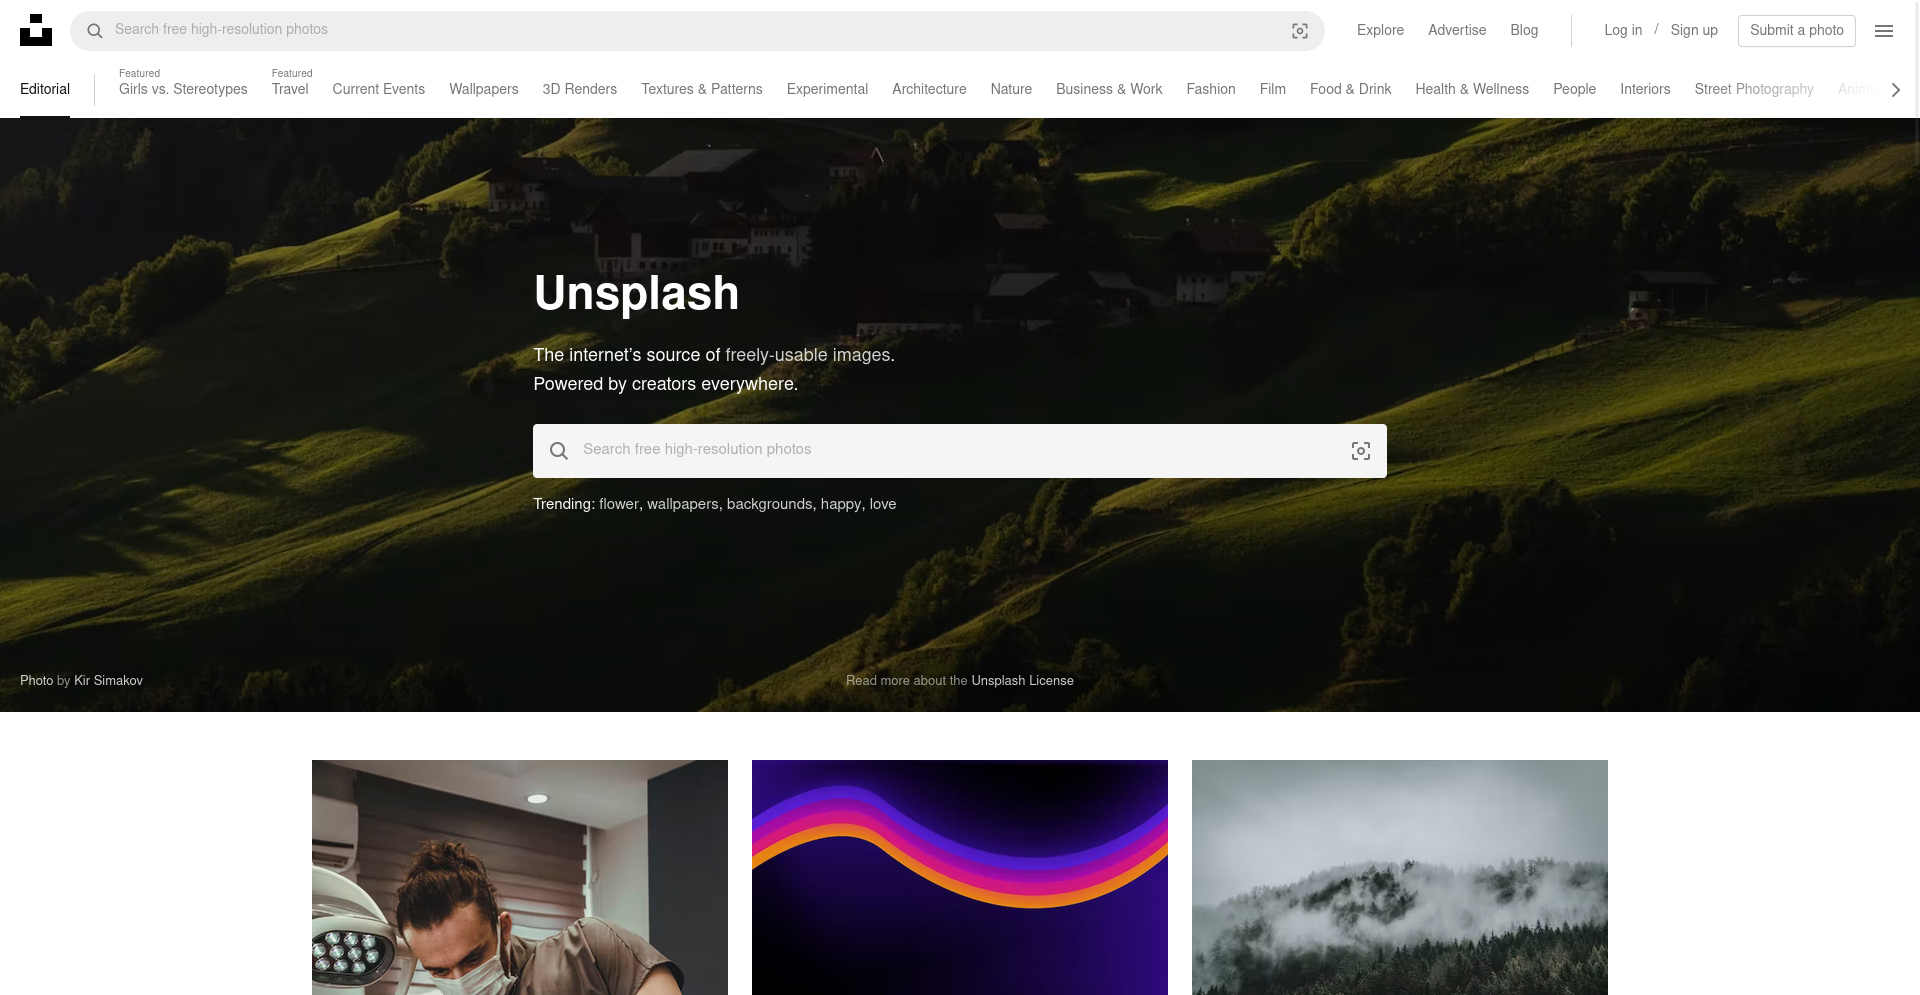 Search free high-resolution photos
Explore Advertise Blog Log in / Sign up Submit a photo
Editorial
Featured
Girls vs. Stereotypes
Featured
Travel
Current Events Wallpapers 3D Renders Textures & Patterns Experimental Architecture Nature Business & Work Fashion Film Food & Drink Health & Wellness People Interiors Street Photography
Unsplash
The internet’s source of freely-usable images.
Powered by creators everywhere.
Search free high-resolution photos
Trending: flower, wallpapers, backgrounds, happy, love
Photo by Kir Simakov
Read more about the Unsplash License